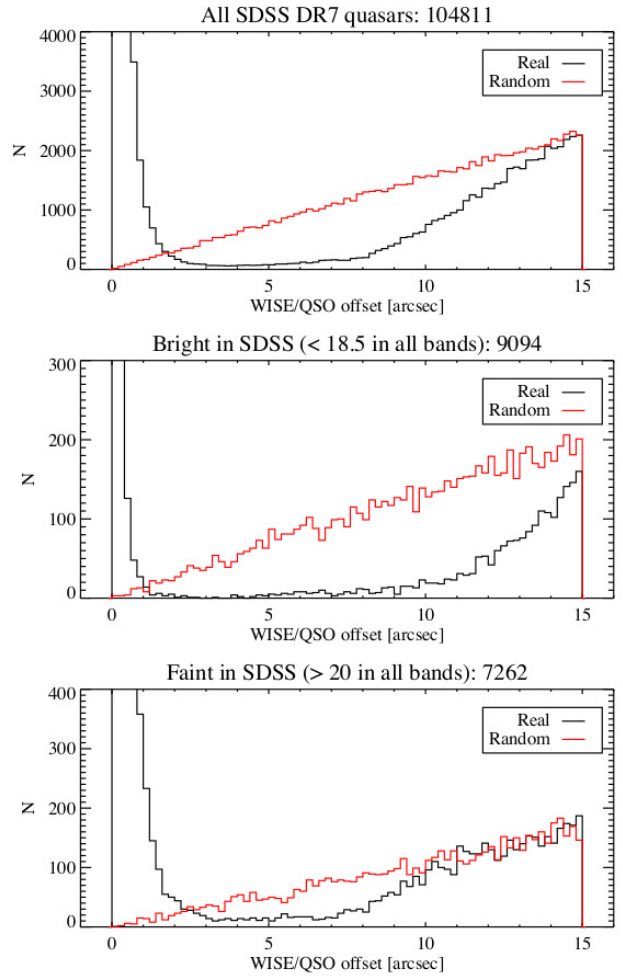 All SDSS DR7 quasars: 104811
4000
3000
2000
1000
0
N
Real
Random
0 5 10 15
WISE/QSO offset [arcsec]
Bright in SDSS (< 18.5 in all bands): 9094
300
200
100
0
N
Real
Random
0 5 10 15
WISE/QSO offset [arcsec]
Faint in SDSS (> 20 in all bands): 7262
400
300
200
100
0
N
Real
Random
0 5 10 15
WISE/QSO offset [arcsec]